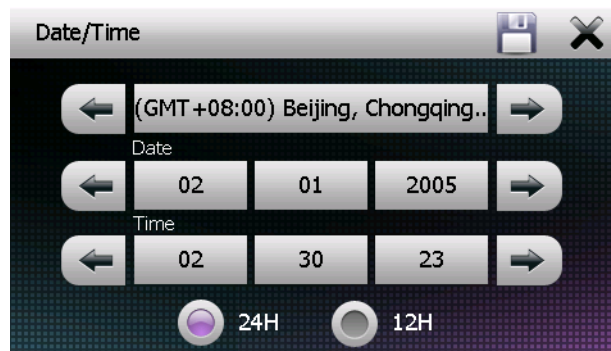 Date/Time
(GMT+08:00) Beijing, Chongqing..
Date
02 01 2005
Time
02 30 23
24H 12H